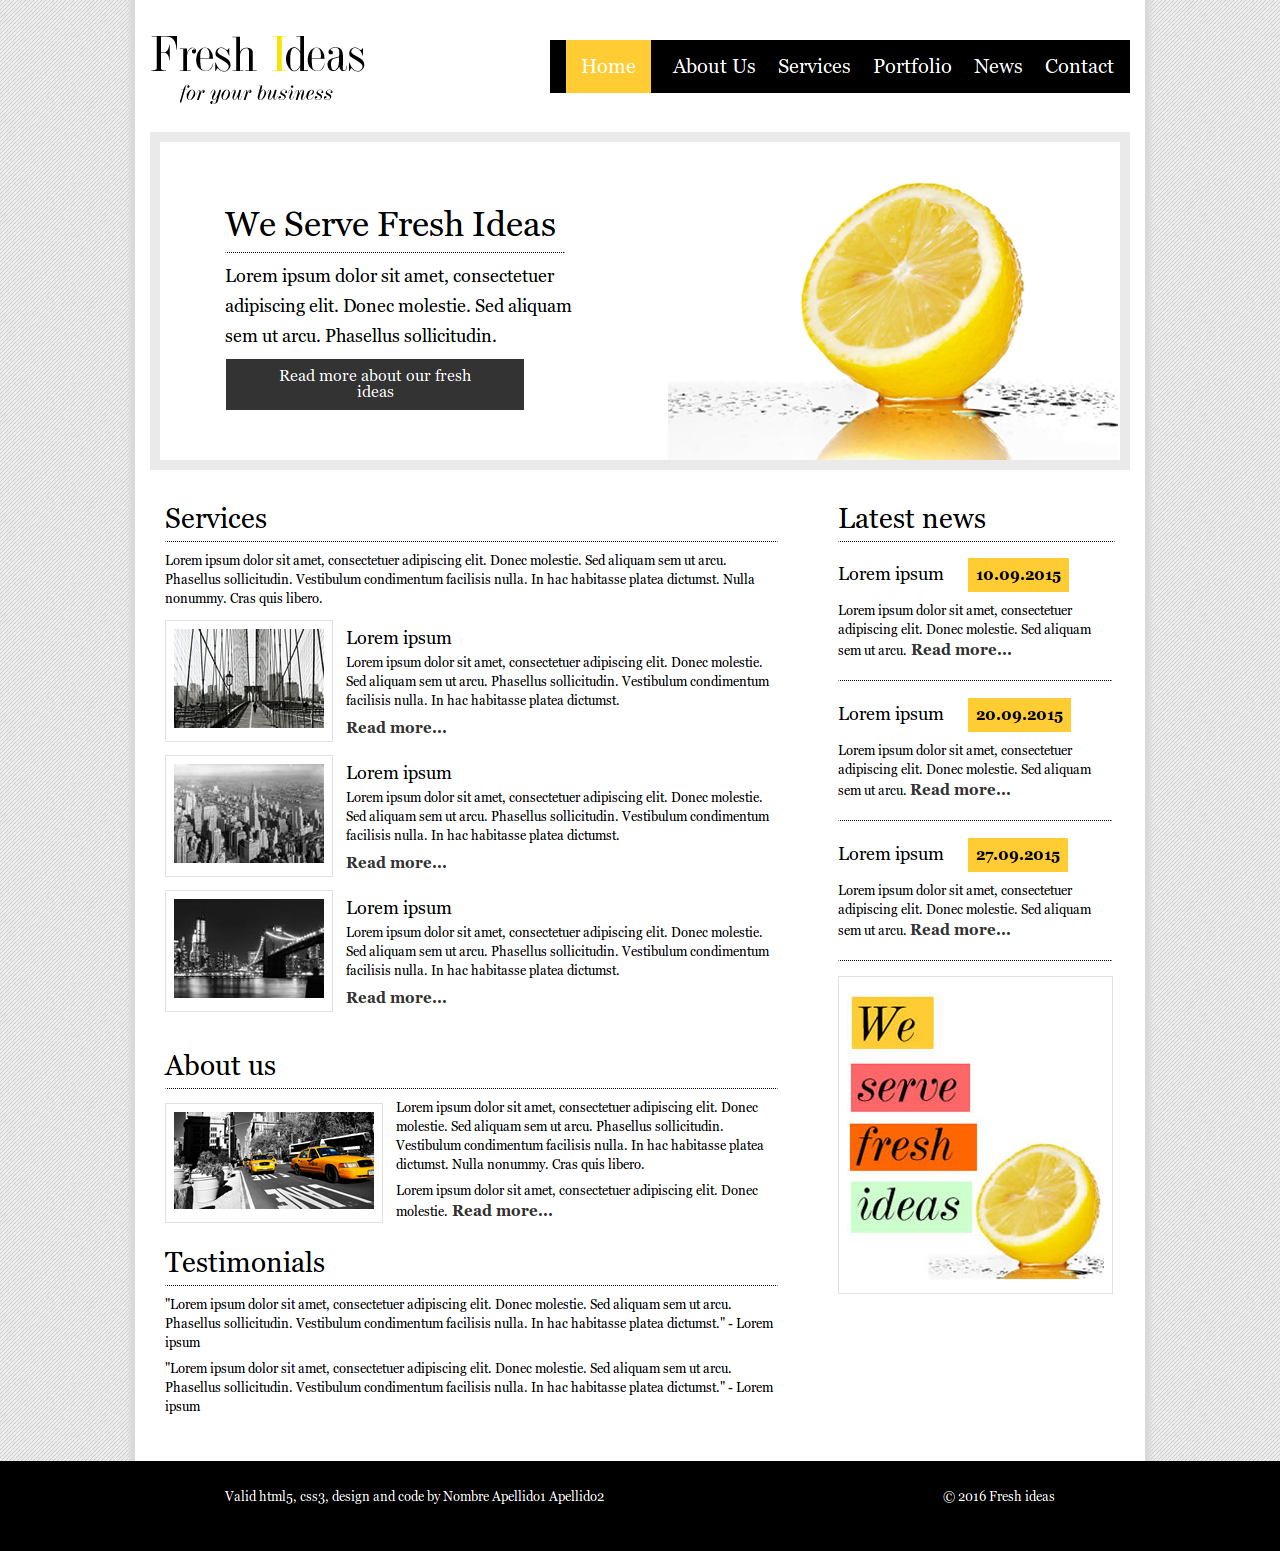 Fresh Ideas
for your business
Home About Us Services Portfolio News Contact
We Serve Fresh Ideas
Lorem ipsum dolor sit amet, consectetuer
adipiscing elit. Donec molestie. Sed aliquam
sem ut arcu. Phasellus sollicitudin.
Read more about our fresh
ideas
Services
Lorem ipsum dolor sit amet, consectetuer adipiscing elit. Donec molestie. Sed aliquam sem ut arcu.
Phasellus sollicitudin. Vestibulum condimentum facilisis nulla. In hac habitasse platea dictumst. Nulla
nonummy. Cras quis libero.
Lorem ipsum
Lorem ipsum dolor sit amet, consectetuer adipiscing elit. Donec molestie.
Sed aliquam sem ut arcu. Phasellus sollicitudin. Vestibulum condimentum
facilisis nulla. In hac habitasse platea dictumst.
Read more...
Lorem ipsum
Lorem ipsum dolor sit amet, consectetuer adipiscing elit. Donec molestie.
Sed aliquam sem ut arcu. Phasellus sollicitudin. Vestibulum condimentum
facilisis nulla. In hac habitasse platea dictumst.
Read more...
Lorem ipsum
Lorem ipsum dolor sit amet, consectetuer adipiscing elit. Donec molestie.
Sed aliquam sem ut arcu. Phasellus sollicitudin. Vestibulum condimentum
facilisis nulla. In hac habitasse platea dictumst.
Read more...
About us
Lorem ipsum dolor sit amet, consectetuer adipiscing elit. Donec
molestie. Sed aliquam sem ut arcu. Phasellus sollicitudin.
Vestibulum condimentum facilisis nulla. In hac habitasse platea
dictumst. Nulla nonummy. Cras quis libero.
Lorem ipsum dolor sit amet, consectetuer adipiscing elit. Donec
molestie. Read more...
Testimonials
"Lorem ipsum dolor sit amet, consectetuer adipiscing elit. Donec molestie. Sed aliquam sem ut arcu.
Phasellus sollicitudin. Vestibulum condimentum facilisis nulla. In hac habitasse platea dictumst." - Lorem
ipsum
"Lorem ipsum dolor sit amet, consectetuer adipiscing elit. Donec molestie. Sed aliquam sem ut arcu.
Phasellus sollicitudin. Vestibulum condimentum facilisis nulla. In hac habitasse platea dictumst." - Lorem
ipsum
Latest news
Lorem ipsum 10.09.2015
Lorem ipsum dolor sit amet, consectetuer
adipiscing elit. Donec molestie. Sed aliquam
sem ut arcu. Read more...
Lorem ipsum 20.09.2015
Lorem ipsum dolor sit amet, consectetuer
adipiscing elit. Donec molestie. Sed aliquam
sem ut arcu. Read more...
Lorem ipsum 27.09.2015
Lorem ipsum dolor sit amet, consectetuer
adipiscing elit. Donec molestie. Sed aliquam
sem ut arcu. Read more...
We
serve
fresh
ideas
Valid html5, css3, design and code by Nombre Apellido1 Apellido2
© 2016 Fresh ideas